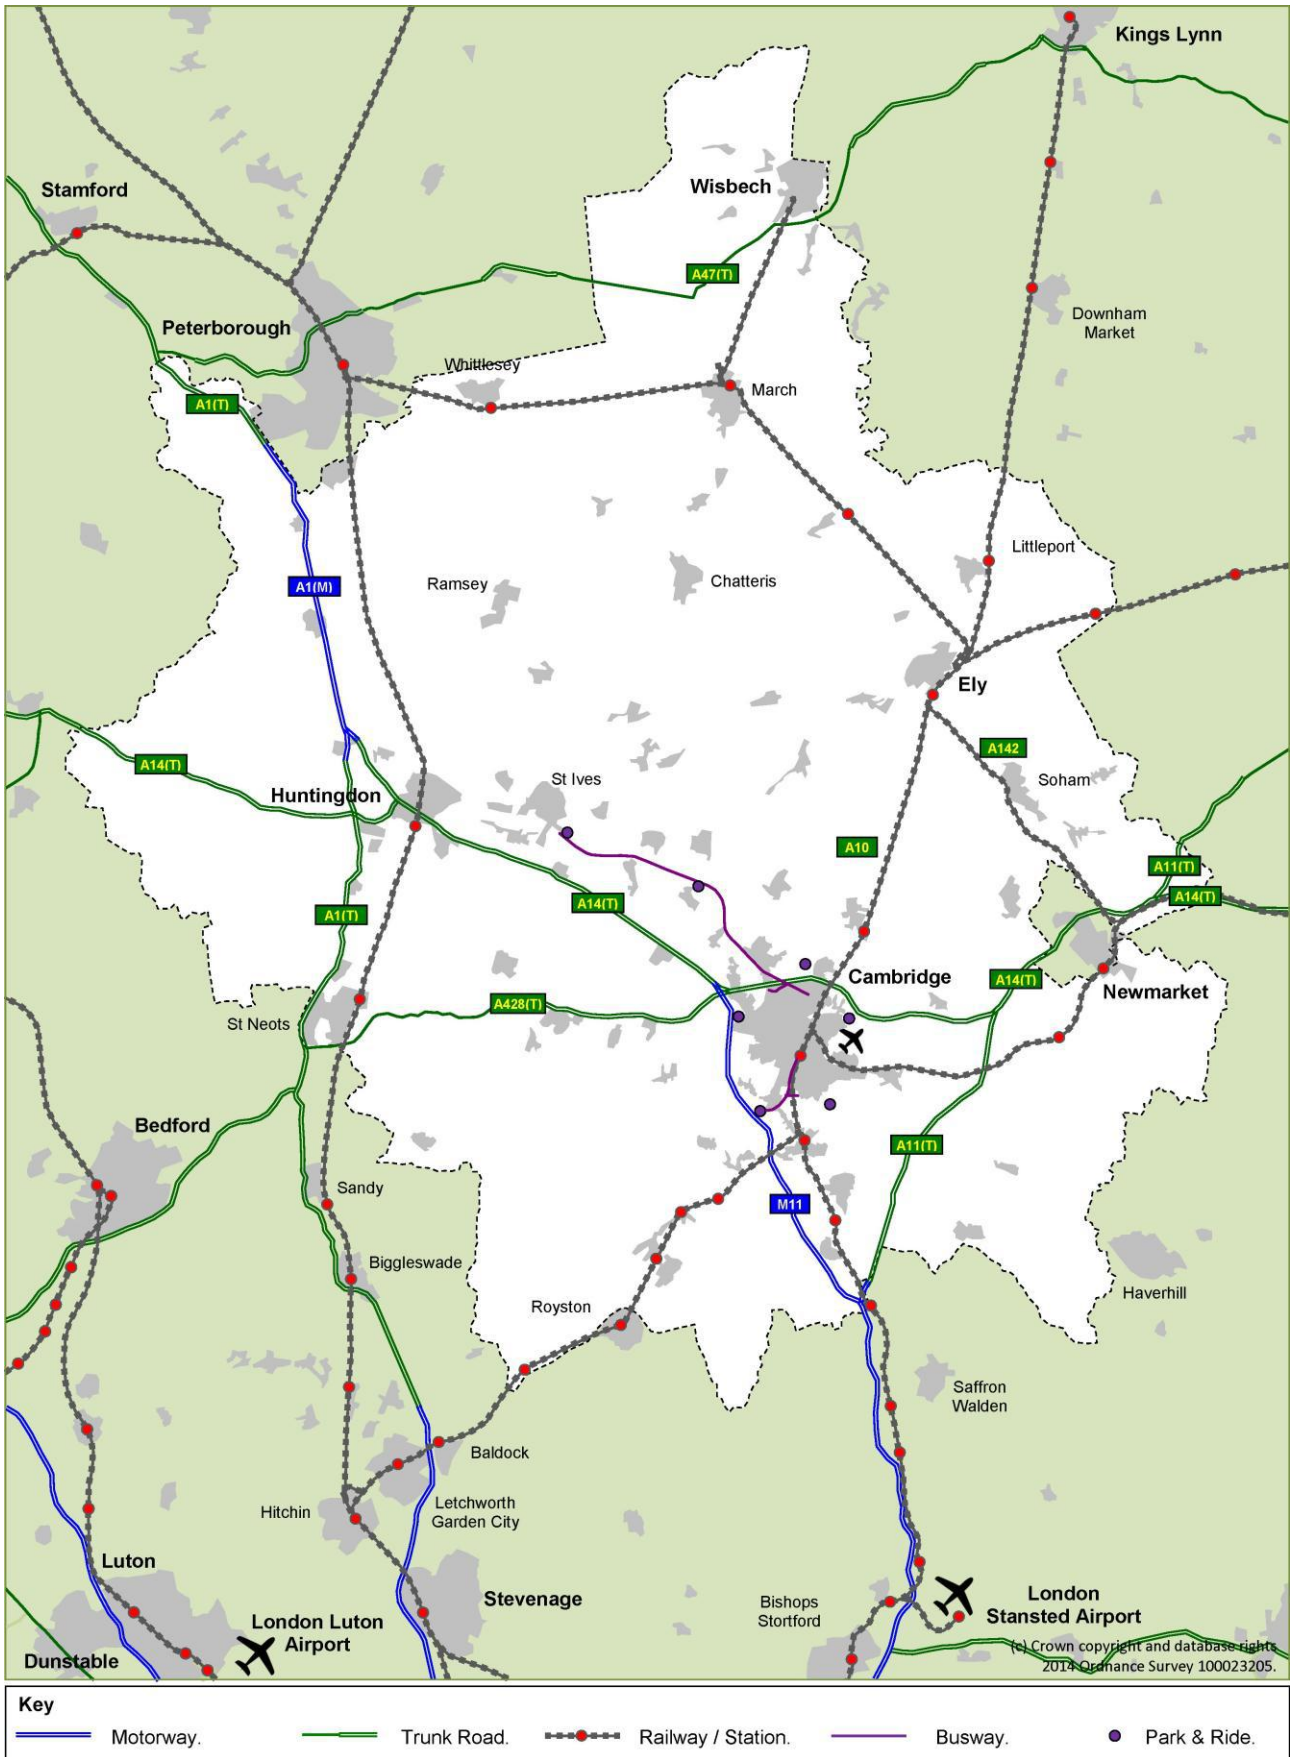 Kings Lynn
Stamford
Wisbech
A47(T)
Peterborough
Downham
Market
Whittlesey
March
A1(T)
Littleport
A1(M)
Ramsey
Chatteris
Ely
A142
A14(T)
St Ives
Soham
Huntingdon
A10
A11(T)
A14(T)
A14(T)
A1(T)
Cambridge
A14(T)
Newmarket
A428(T)
St Neots
Bedford
A11(T)
Sandy
M11
Biggleswade
Haverhill
Royston
Saffron
Walden
Baldock
Hitchin
Letchworth
Garden City
Luton
Stevenage
Bishops
Stortford
London
Stansted Airport
London Luton
Airport
Dunstable
(c) Crown copyright and database rights
2014 Ordnance Survey 100023205.
Key
Motorway.
Trunk Road.
Railway / Station.
Busway.
Park & Ride.